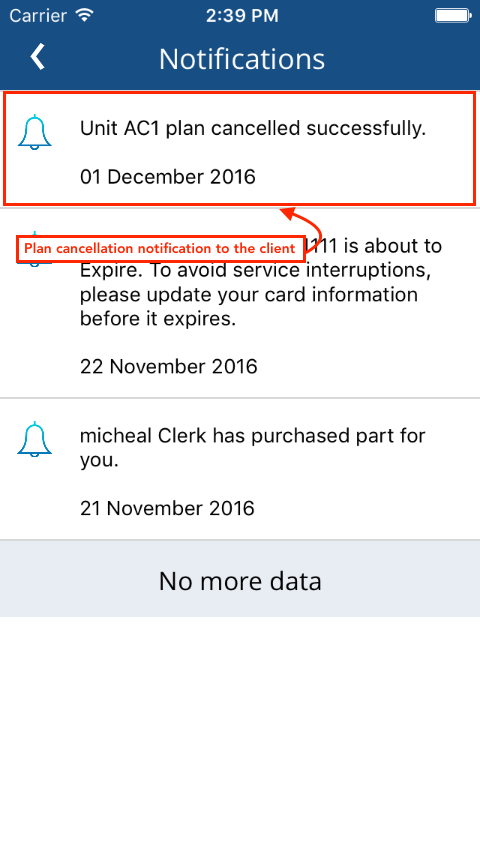 Carrier 2:39 PM
Notifications
Unit AC1 plan cancelled successfully.
01 December 2016
Plan cancellation notification to the client
1111 is about to
Expire. To avoid service interruptions,
please update your card information
before it expires.
22 November 2016
micheal Clerk has purchased part for
you.
21 November 2016
No more data